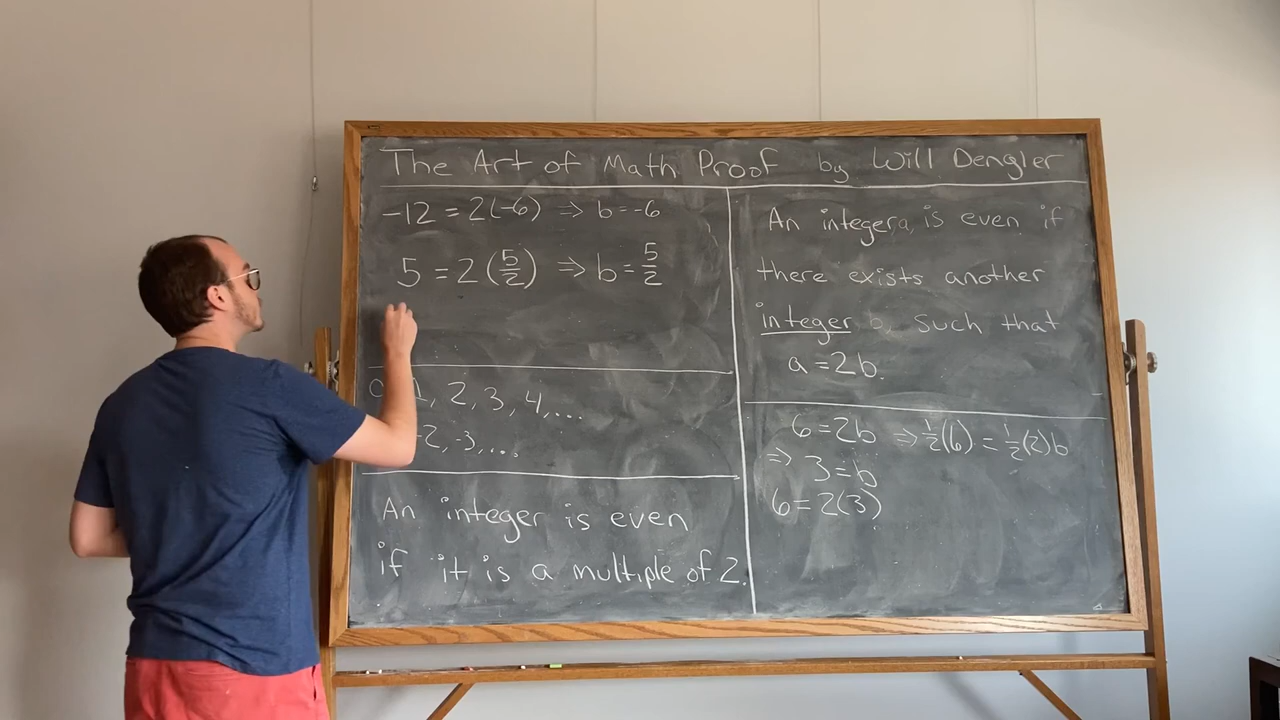 The Art of Math Proof by Will Dengler
-12 = 2(-6) ⇒ b = -6
5 = 2(5/2) ⇒ b = 5/2
1, 2, 3, 4, ...
-2, -3, ...
An integer is even
if it is a multiple of 2.
An integer a, is even if
there exists another
integer b, such that
a = 2b.
6 = 2b ⇒ 1/2(6) = 1/2(2)b
⇒ 3 = b
6 = 2(3)